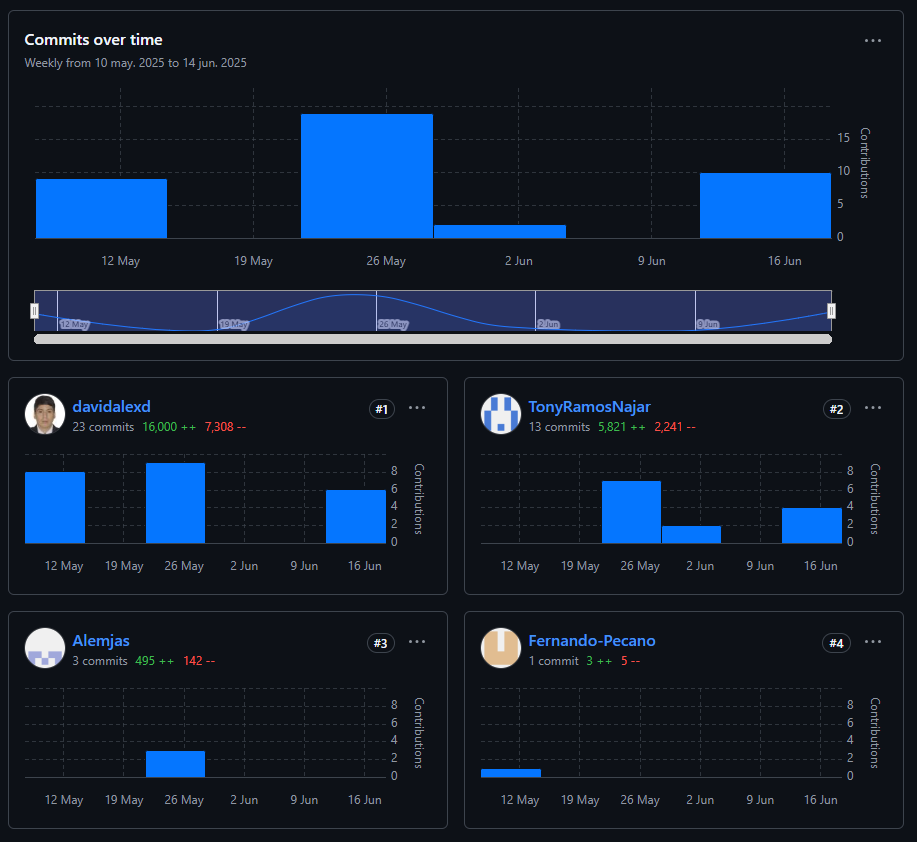 Commits over time
Weekly from 10 may. 2025 to 14 jun. 2025
15
10
5
0
Contributions
12 May 19 May 26 May 2 Jun 9 Jun 16 Jun
12 May 19 May 26 May 2 Jun 9 Jun
davidalexd #1
23 commits 16,000 ++ 7,308 --
8
6
4
2
0
Contributions
12 May 19 May 26 May 2 Jun 9 Jun 16 Jun
TonyRamosNajar #2
13 commits 5,821 ++ 2,241 --
8
6
4
2
0
Contributions
12 May 19 May 26 May 2 Jun 9 Jun 16 Jun
Alemjas #3
3 commits 495 ++ 142 --
8
6
4
2
0
Contributions
12 May 19 May 26 May 2 Jun 9 Jun 16 Jun
Fernando-Pecano #4
1 commit 3 ++ 5 --
8
6
4
2
0
Contributions
12 May 19 May 26 May 2 Jun 9 Jun 16 Jun